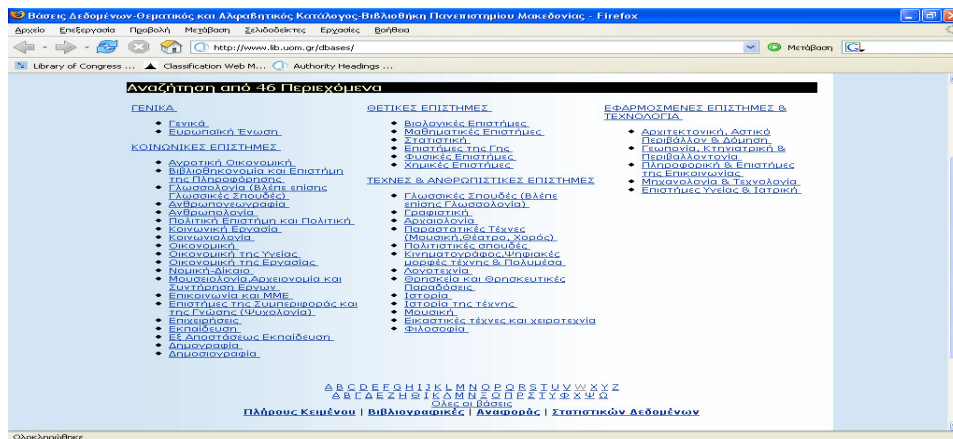 Βάσεις Δεδομένων-Θεματικός και Αλφαβητικός Κατάλογος-Βιβλιοθήκη Πανεπιστημίου Μακεδονίας - Firefox
Αρχείο Επεξεργασία Προβολή Μετάβαση Σελιδοδείκτες Εργασίες Βοήθεια
http://www.lib.uom.gr/dbases/ Μετάβαση
Library of Congress ... Classification Web M... Authority Headings ...
Αναζήτηση από 46 Περιεχόμενα
ΓΕΝΙΚΑ
Γενικά
Ευρωπαϊκή Ένωση
ΚΟΙΝΩΝΙΚΕΣ ΕΠΙΣΤΗΜΕΣ
Αγροτική Οικονομική
Βιβλιοθηκονομία και Επιστήμη
της Πληροφόρησης
Γλωσσολογία (Βλέπε επίσης
Γλωσσικές Σπουδές)
Ανθρωπογεωγραφία
Ανθρωπολογία
Πολιτική Επιστήμη και Πολιτική
Κοινωνική Εργασία
Κοινωνιολογία
Οικονομική
Οικονομική της Υγείας
Οικονομική της Εργασίας
Νομική-Δίκαιο
Μουσειολογία,Αρχειονομία και
Συντήρηση Έργων
Επικοινωνία και ΜΜΕ
Επιστήμες της Συμπεριφοράς και
της Γνώσης (Ψυχολογία)
Επιχειρήσεις
Εκπαίδευση
Εξ Αποστάσεως Εκπαίδευση
Δημογραφία
Δημοσιογραφία
ΘΕΤΙΚΕΣ ΕΠΙΣΤΗΜΕΣ
Βιολογικές Επιστήμες
Μαθηματικές Επιστήμες
Στατιστική
Επιστήμες της Γης
Φυσικές Επιστήμες
Χημικές Επιστήμες
ΤΕΧΝΕΣ & ΑΝΘΡΩΠΙΣΤΙΚΕΣ ΕΠΙΣΤΗΜΕΣ
Γλωσσικές Σπουδές (Βλέπε
επίσης Γλωσσολογία)
Γραφιστική
Αρχαιολογία
Παραστατικές Τέχνες
(Μουσική,Θέατρο, Χορός)
Πολιτιστικές σπουδές
Κινηματογράφος,Ψηφιακές
μορφές τέχνης & Πολυμέσα
Λογοτεχνία
Θρησκεία και Θρησκευτικές
Παραδόσεις
Ιστορία
Ιστορία της τέχνης
Μουσική
Εικαστικές τέχνες και χειροτεχνία
Φιλοσοφία
ΕΦΑΡΜΟΣΜΕΝΕΣ ΕΠΙΣΤΗΜΕΣ &
ΤΕΧΝΟΛΟΓΙΑ
Αρχιτεκτονική, Αστικό
Περιβάλλον & Δόμηση
Γεωπονία, Κτηνιατρική &
Περιβαλλοντογία
Πληροφορική & Επιστήμες
της Επικοινωνίας
Μηχανολογία & Τεχνολογία
Επιστήμες Υγείας & Ιατρική
A B C D E F G H I J K L M N O P Q R S T U V W X Y Z
Α Β Γ Δ Ε Ζ Η Θ Ι Κ Λ Μ Ν Ξ Ο Π Ρ Σ Τ Υ Φ Χ Ψ Ω
Όλες οι Βάσεις
Πλήρους Κειμένου | Βιβλιογραφικές | Αναφοράς | Στατιστικών Δεδομένων
Ολοκληρώθηκε